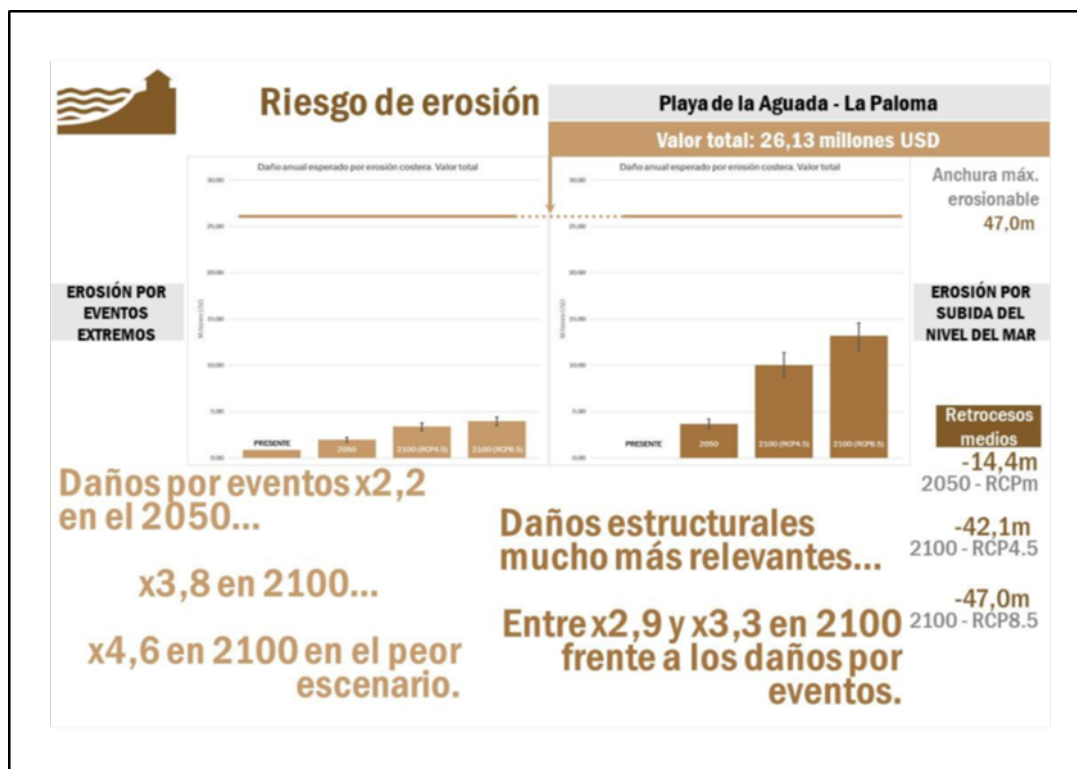 Riesgo de erosión
Playa de la Aguada - La Paloma
Valor total: 26,13 millones USD
Daño anual esperado por erosión costera. Valor total
30.00
25.00
20.00
15.00
10.00
5.00
0.00
Millones USD
PRESENTE
2050
2100 (RCP4.5)
2100 (RCP8.5)
Daño anual esperado por erosión costera. Valor total
30.00
25.00
20.00
15.00
10.00
5.00
0.00
Millones USD
PRESENTE
2050
2100 (RCP4.5)
2100 (RCP8.5)
Anchura máx.
erosionable
47,0m
EROSIÓN POR
EVENTOS
EXTREMOS
EROSIÓN POR
SUBIDA DEL
NIVEL DEL MAR
Retrocesos
medios
-14,4m
2050 - RCPm
-42,1m
2100 - RCP4.5
-47,0m
2100 - RCP8.5
Daños por eventos x2,2
en el 2050...
x3,8 en 2100...
x4,6 en 2100 en el peor
escenario.
Daños estructurales
mucho más relevantes...
Entre x2,9 y x3,3 en 2100
frente a los daños por
eventos.